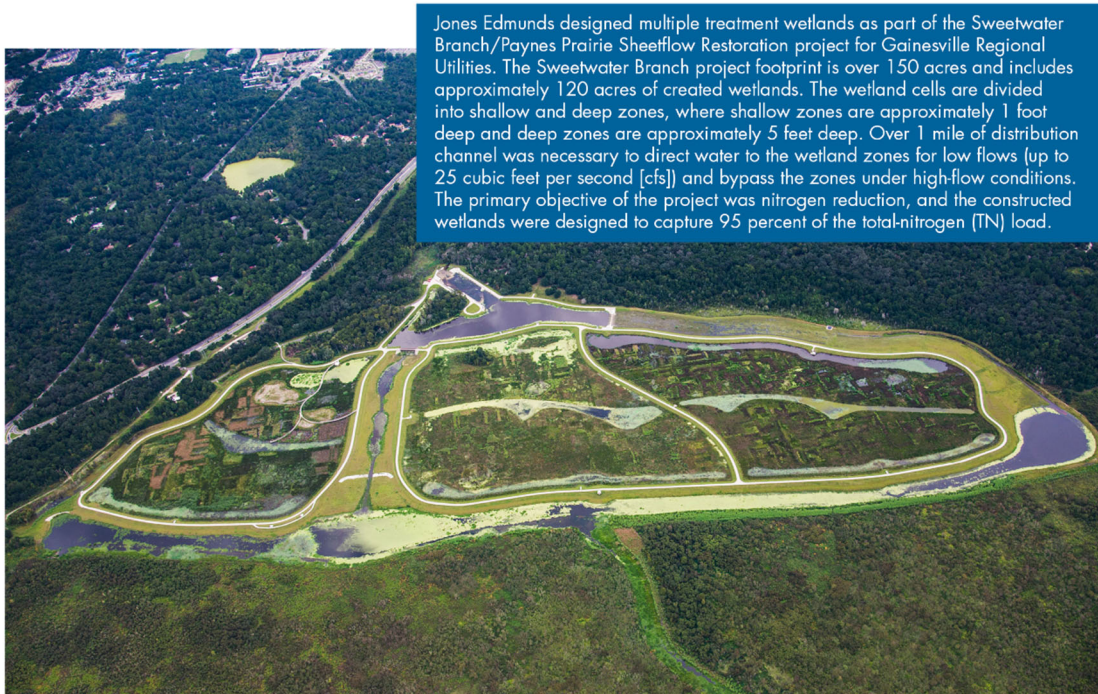 Jones Edmunds designed multiple treatment wetlands as part of the Sweetwater
Branch/Paynes Prairie Sheetflow Restoration project for Gainesville Regional
Utilities. The Sweetwater Branch project footprint is over 150 acres and includes
approximately 120 acres of created wetlands. The wetland cells are divided
into shallow and deep zones, where shallow zones are approximately 1 foot
deep and deep zones are approximately 5 feet deep. Over 1 mile of distribution
channel was necessary to direct water to the wetland zones for low flows (up to
25 cubic feet per second [cfs]) and bypass the zones under high-flow conditions.
The primary objective of the project was nitrogen reduction, and the constructed
wetlands were designed to capture 95 percent of the total-nitrogen (TN) load.